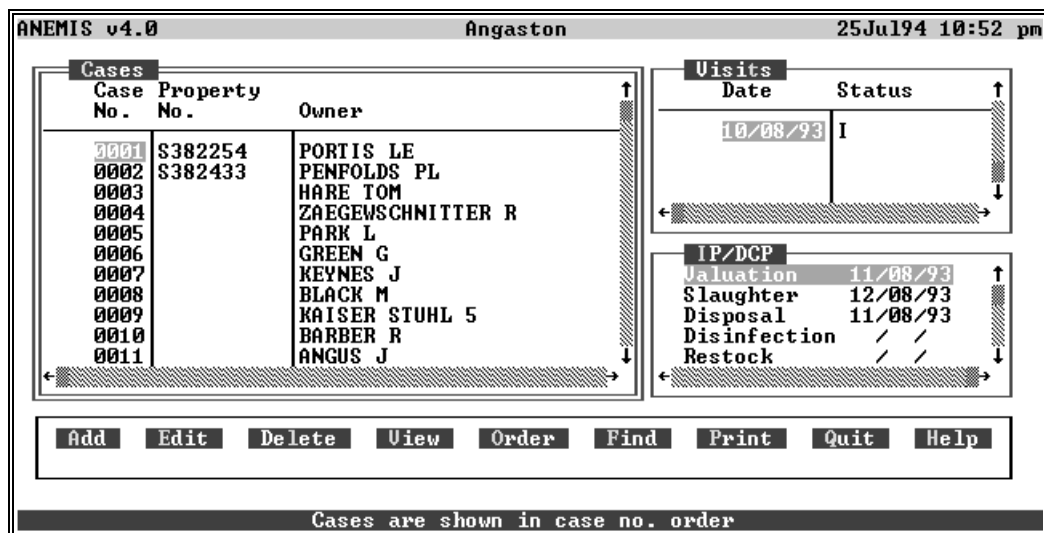 ANEMIS v4.0 Angaston 25Jul94 10:52 pm
Cases
Case Property
No. No. Owner
0001 S382254 PORTIS LE
0002 S382433 PENFOLDS PL
0003 HARE TOM
0004 ZAEGEWSCHNITTER R
0005 PARK L
0006 GREEN G
0007 KEYNES J
0008 BLACK M
0009 KAISER STUHL 5
0010 BARBER R
0011 ANGUS J
Visits
Date Status
10/08/93 I
IP/DCP
Valuation 11/08/93
Slaughter 12/08/93
Disposal 11/08/93
Disinfection / /
Restock / /
Add Edit Delete View Order Find Print Quit Help
Cases are shown in case no. order